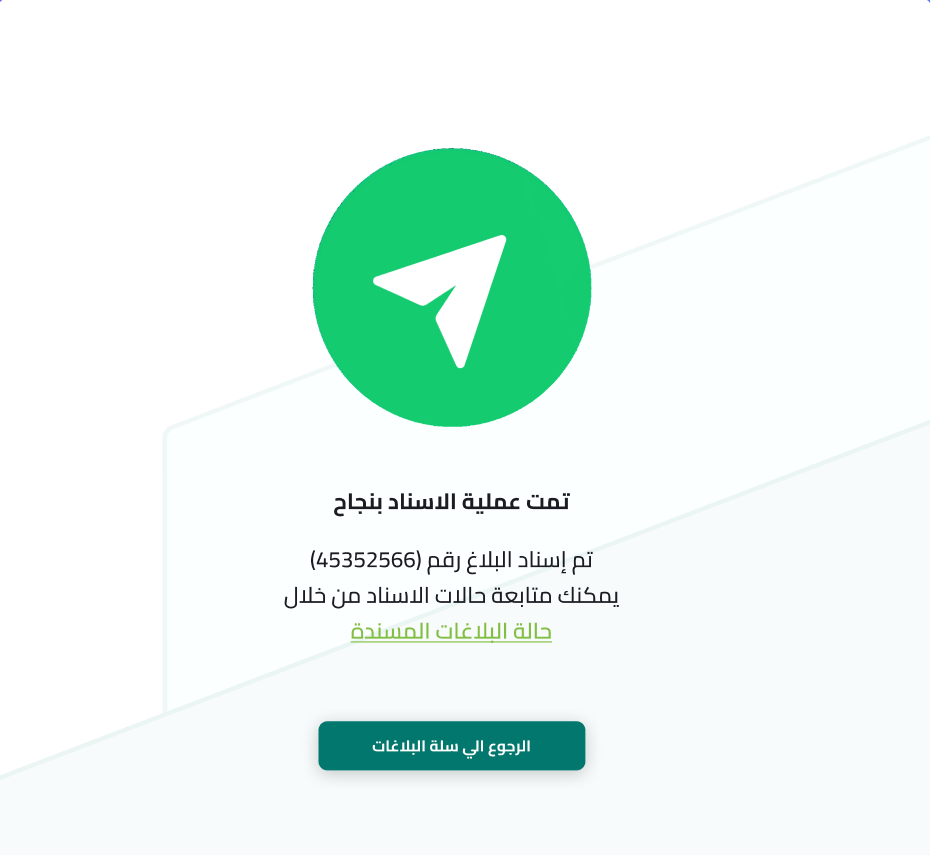 تمت عملية الاسناد بنجاح
تم إسناد البلاغ رقم (45352566)
يمكنك متابعة حالات الاسناد من خلال
حالة البلاغات المسندة
الرجوع الي سلة البلاغات